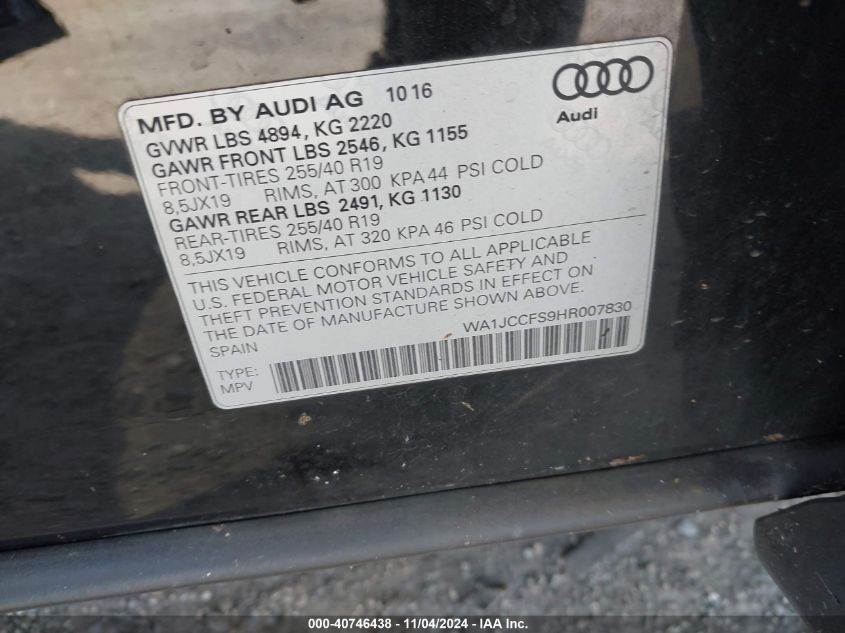 MFD. BY AUDI AG 10 16
Audi
GVWR LBS 4894, KG 2220
GAWR FRONT LBS 2546, KG 1155
FRONT-TIRES 255/40 R19
8,5JX19 RIMS, AT 300 KPA 44 PSI COLD
GAWR REAR LBS 2491, KG 1130
REAR-TIRES 255/40 R19
8,5JX19 RIMS, AT 320 KPA 46 PSI COLD
THIS VEHICLE CONFORMS TO ALL APPLICABLE
U.S. FEDERAL MOTOR VEHICLE SAFETY AND
THEFT PREVENTION STANDARDS IN EFFECT ON
THE DATE OF MANUFACTURE SHOWN ABOVE.
SPAIN WA1JCCFS9HR007830
TYPE:
MPV
000-40746438 - 11/04/2024 - IAAI Inc.